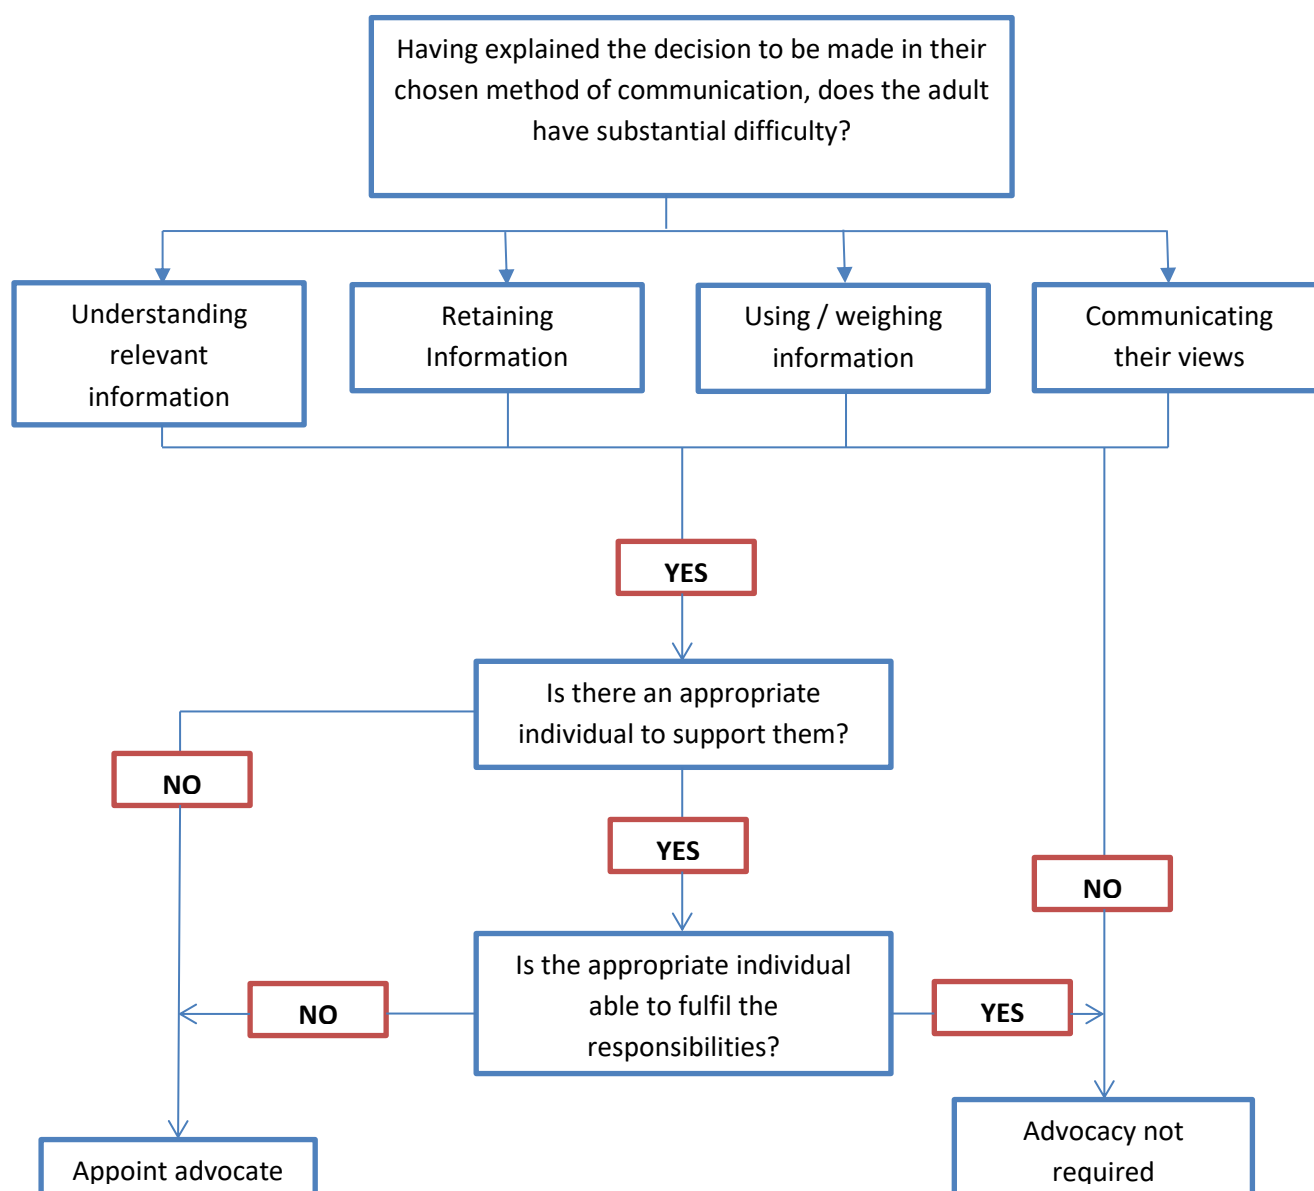 Having explained the decision to be made in their
chosen method of communication, does the adult
have substantial difficulty?
Understanding
relevant
information
Retaining
Information
Using / weighing
information
Communicating
their views
YES
Is there an appropriate
individual to support them?
NO
YES
NO
Is the appropriate individual
able to fulfil the
responsibilities?
NO
YES
Appoint advocate
Advocacy not
required